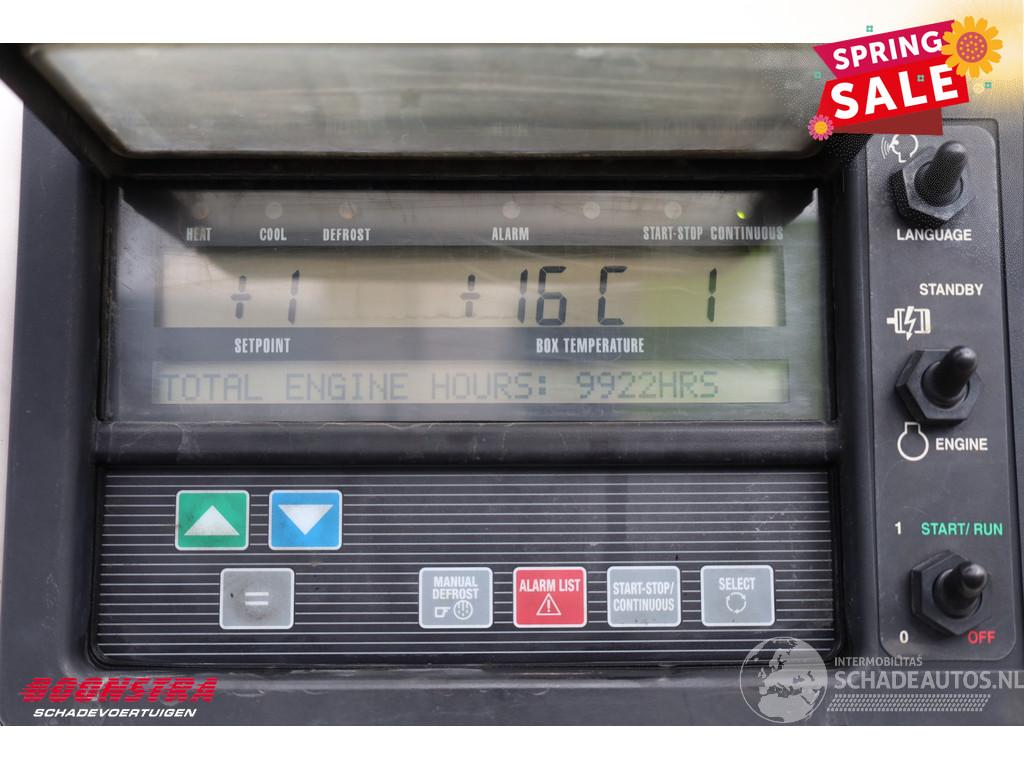 SPRING
SALE
LANGUAGE
HEAT COOL DEFROST ALARM START-STOP CONTINUOUS
STANDBY
+1 +16 C 1
SETPOINT BOX TEMPERATURE
TOTAL ENGINE HOURS: 9922HRS
ENGINE
1 START/RUN
MANUAL DEFROST
ALARM LIST
START-STOP/ CONTINUOUS
SELECT
=
0 OFF
BOONSTRA
SCHADEVOERTUIGEN
INTERMOBILITAS
SCHADEAUTOS.NL